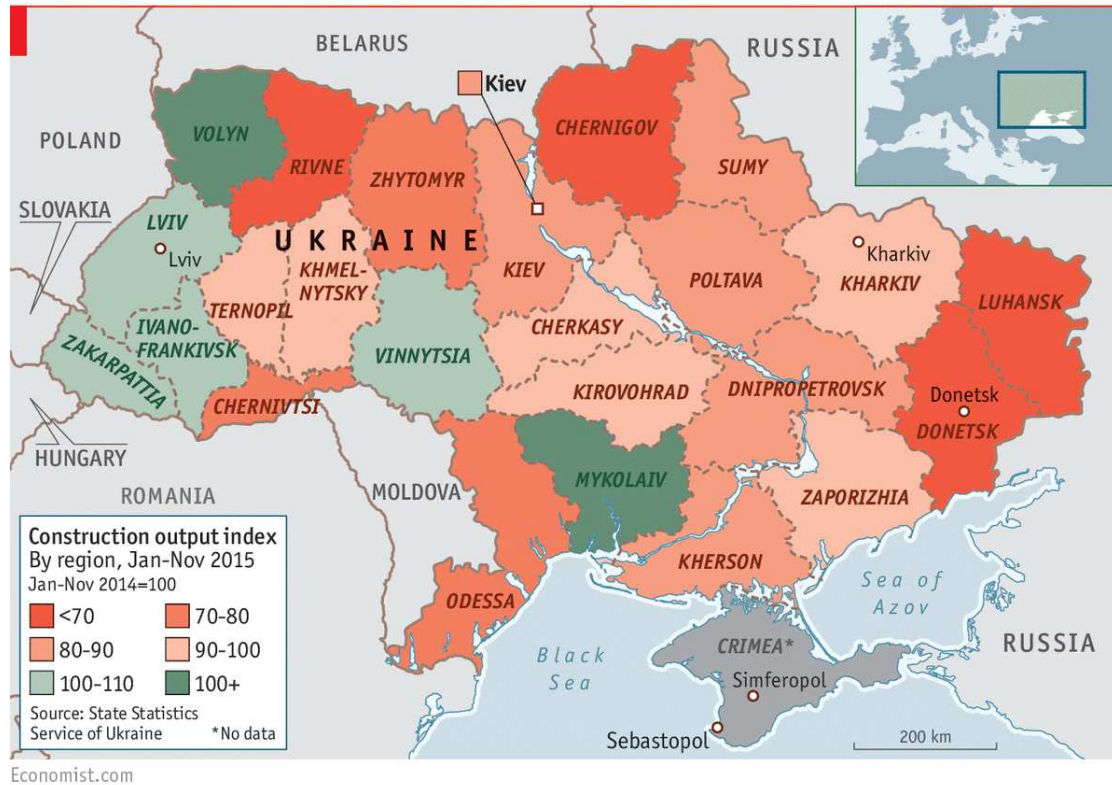 BELARUS
RUSSIA
Kiev
POLAND
VOLYN
RIVNE
ZHYTOMYR
CHERNIGOV
SUMY
SLOVAKIA
LVIV
Lviv
UKRAINE
KHMEL-
NYTSKY
TERNOPIL
KIEV
POLTAVA
Kharkiv
KHARKIV
LUHANSK
IVANO-
FRANKIVSK
ZAKARPATTIA
VINNYTSIA
CHERKASY
KIROVOHRAD
DNIPROPETROVSK
Donetsk
DONETSK
CHERNIVTSI
HUNGARY
ROMANIA
MOLDOVA
MYKOLAIV
ZAPORIZHIA
KHERSON
ODESSA
Sea of
Azov
RUSSIA
Black
Sea
CRIMEA*
Simferopol
Sebastopol
200 km
Construction output index
By region, Jan-Nov 2015
Jan-Nov 2014=100
<70
70-80
80-90
90-100
100-110
100+
Source: State Statistics
Service of Ukraine
*No data
Economist.com